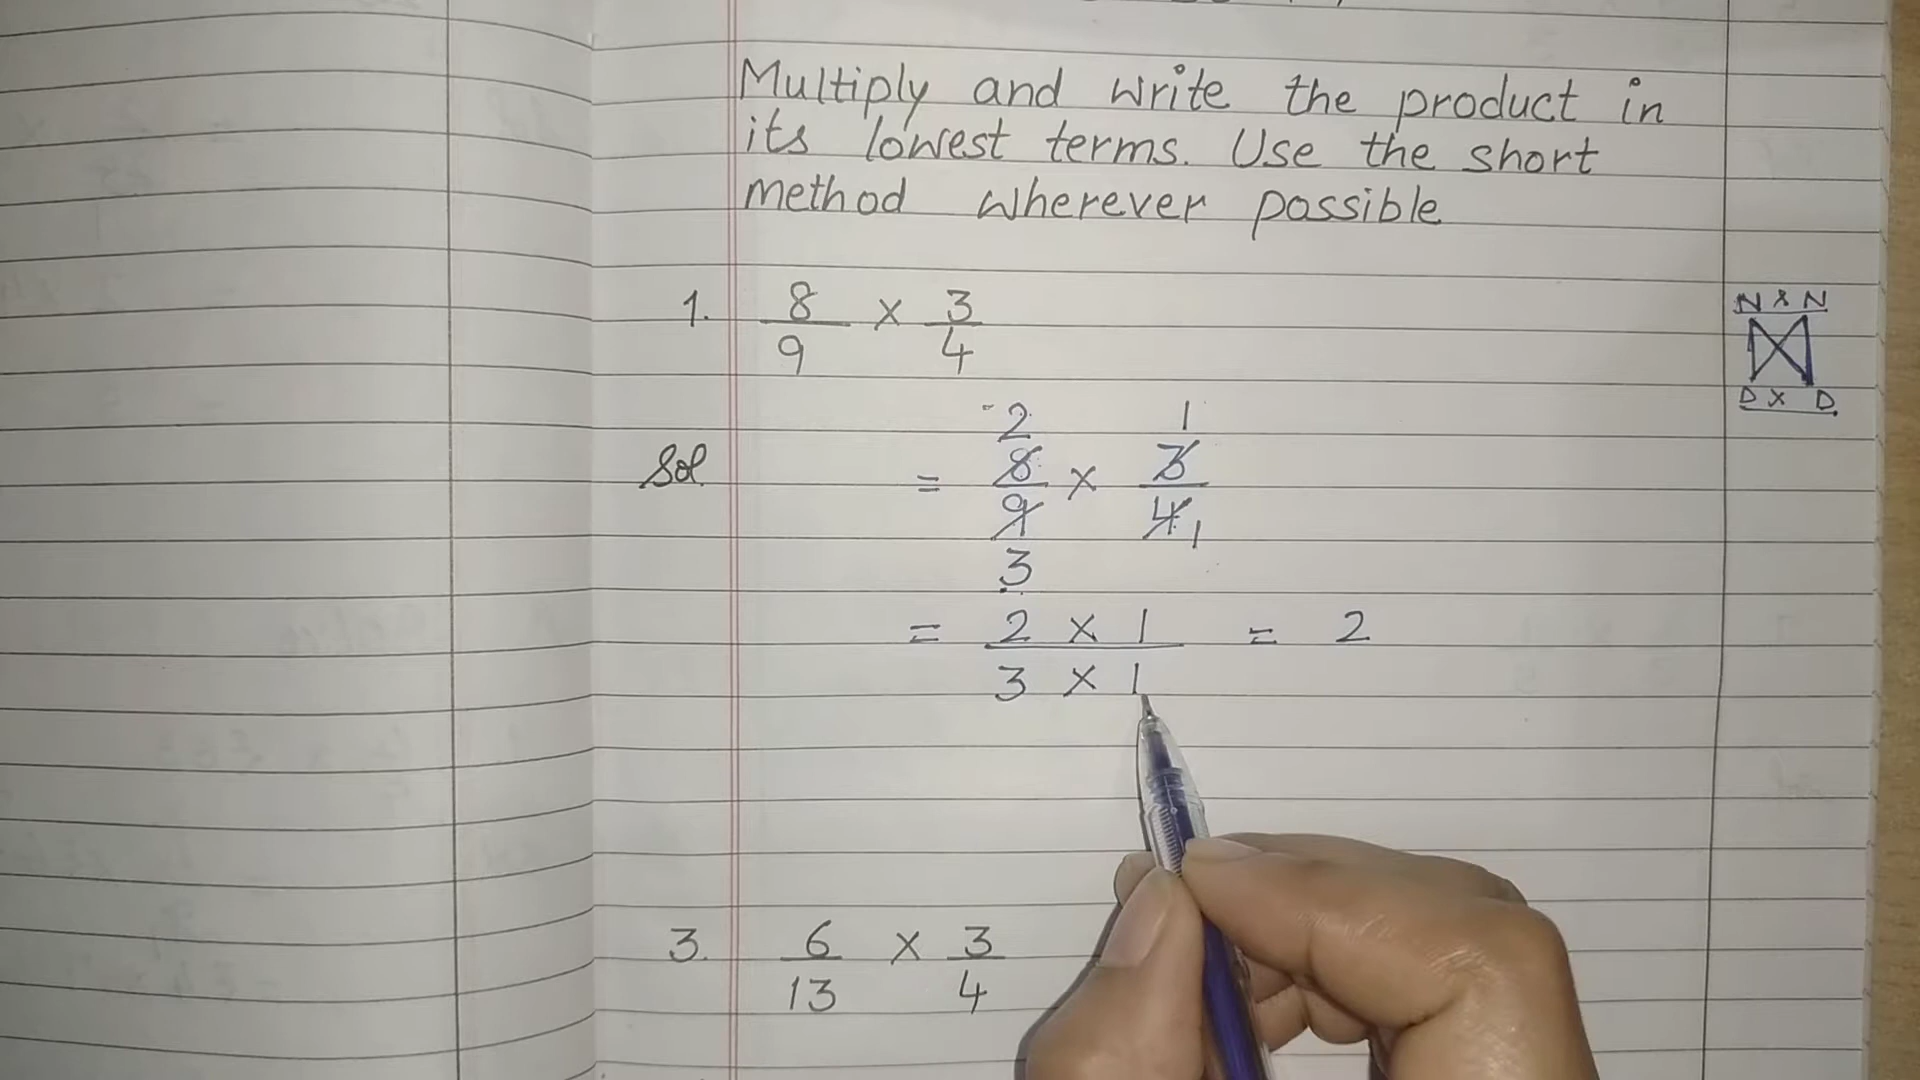 Multiply and write the product in
its lowest terms. Use the short
method wherever possible
1. 8/9 × 3/4
N × N
D × D
2 1
Sol = 8/9 × 3/4
3 1
= 2 × 1 / 3 × 1 = 2
3. 6/13 × 3/4